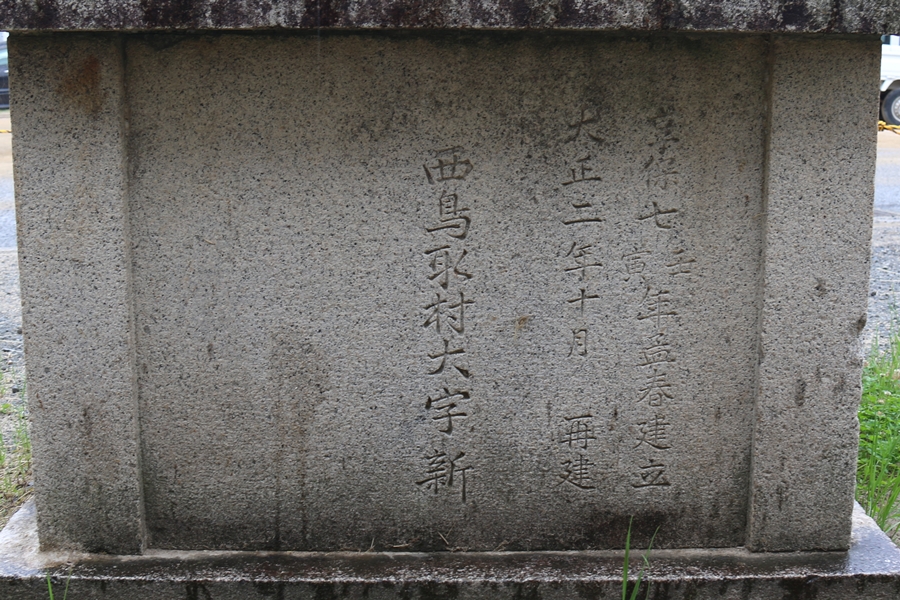 享保七壬寅年孟春建立
大正二年十月 再建
西鳥取村大字新